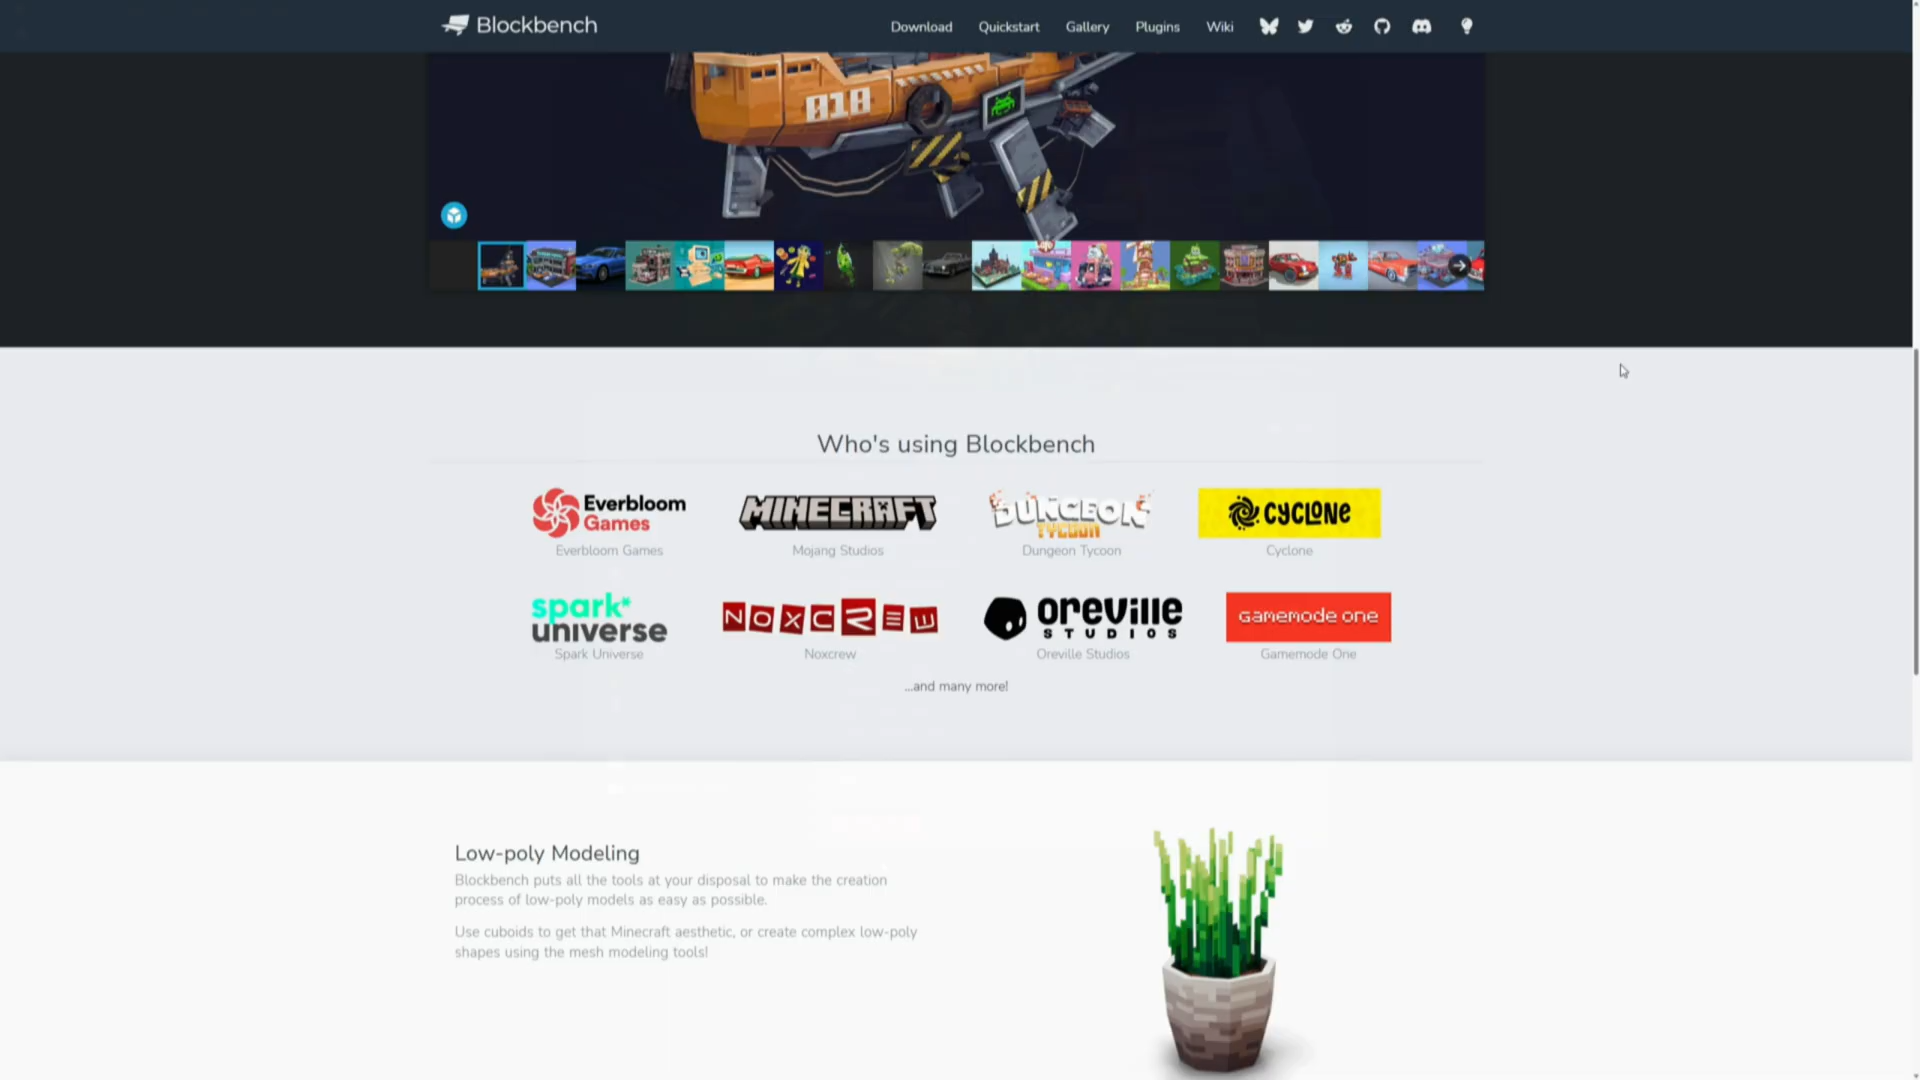 Blockbench
Download Quickstart Gallery Plugins Wiki
018
Who's using Blockbench
Everbloom
Games
Everbloom Games
MINECRAFT
Mojang Studios
DUNGEON
TYCOON
Dungeon Tycoon
CYCLONE
Cyclone
spark*
universe
Spark Universe
NOXCREW
Noxcrew
oreville
STUDIOS
Oreville Studios
gamemode one
Gamemode One
...and many more!
Low-poly Modeling
Blockbench puts all the tools at your disposal to make the creation
process of low-poly models as easy as possible.
Use cuboids to get that Minecraft aesthetic, or create complex low-poly
shapes using the mesh modeling tools!